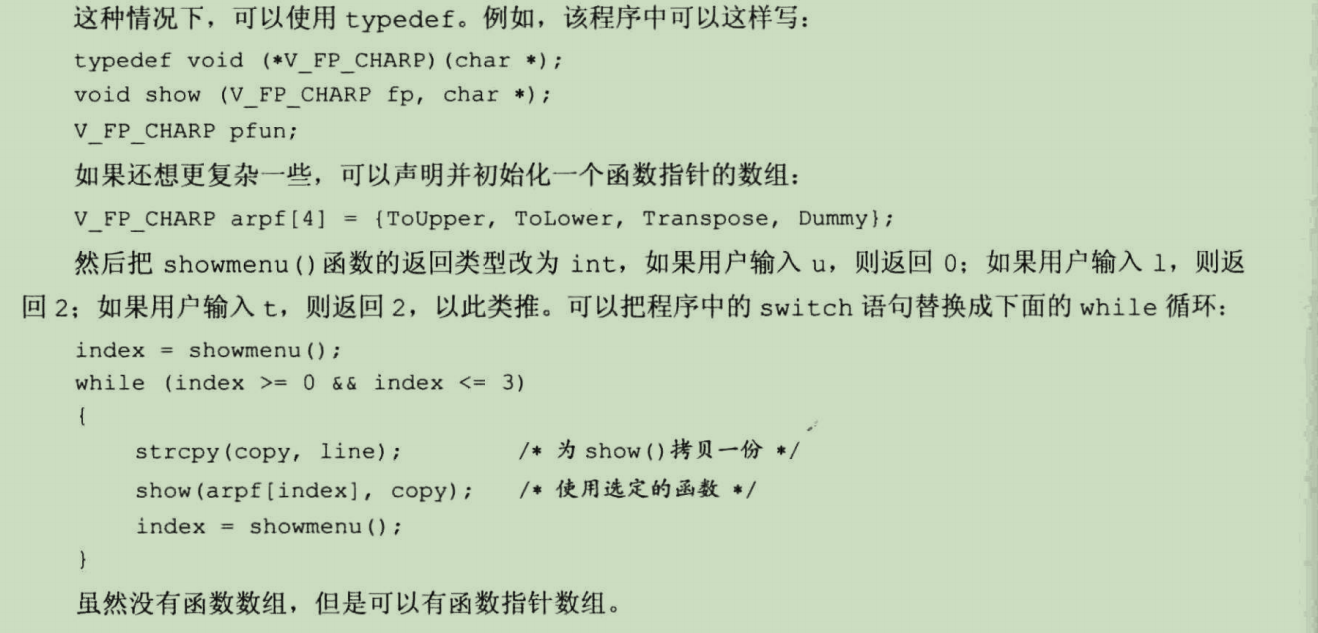 这种情况下，可以使用 typedef。例如，该程序中可以这样写：
typedef void (*V_FP_CHARP)(char *);
void show (V_FP_CHARP fp, char *);
V_FP_CHARP pfun;
如果还想更复杂一些，可以声明并初始化一个函数指针的数组：
V_FP_CHARP arpf[4] = {ToUpper, ToLower, Transpose, Dummy};
然后把 showmenu()函数的返回类型改为 int，如果用户输入 u，则返回 0；如果用户输入 l，则返
回 2；如果用户输入 t，则返回 2，以此类推。可以把程序中的 switch 语句替换成下面的 while 循环：
index = showmenu();
while (index >= 0 && index <= 3)
{
strcpy(copy, line); /* 为 show()拷贝一份 */
show(arpf[index], copy); /* 使用选定的函数 */
index = showmenu();
}
虽然没有函数数组，但是可以有函数指针数组。